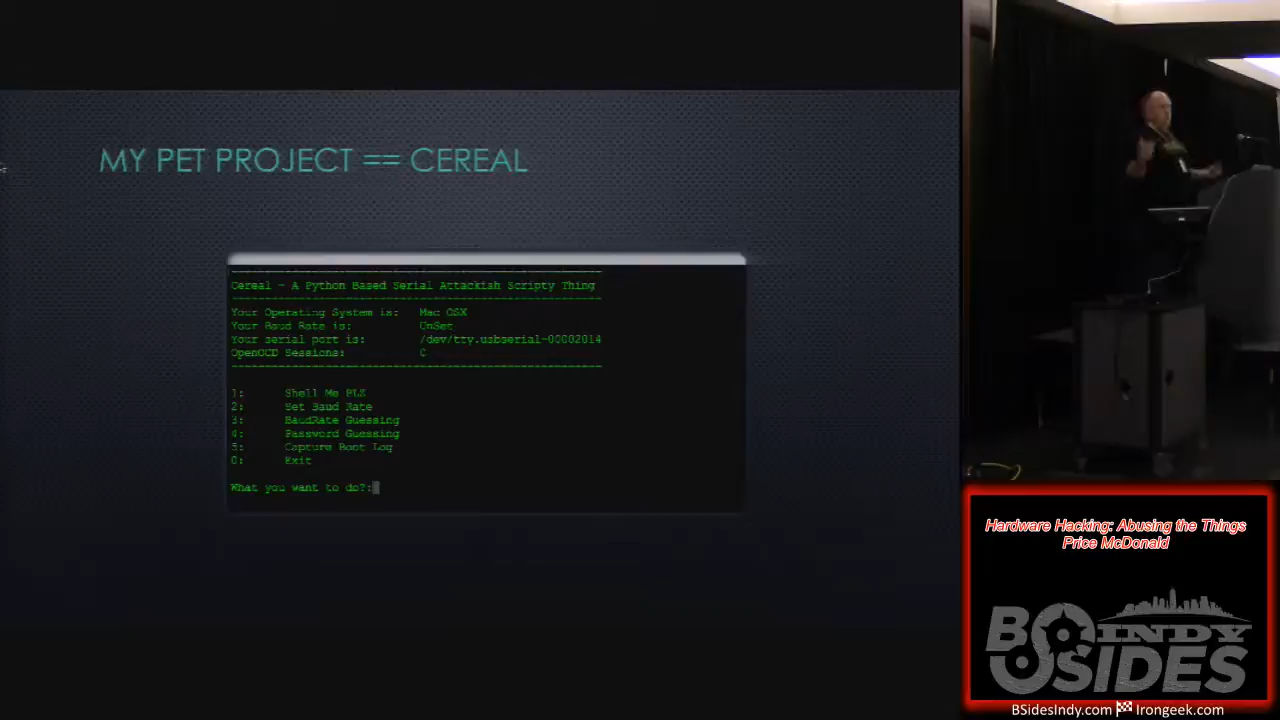 MY PET PROJECT == CEREAL
Cereal - A Python Based Serial Attackish Scripty Thing
Your Operating System is: Mac OSX
Your Baud Rate is: UnSet
Your serial port is: /dev/tty.usbserial-00002014
OpenOCD Sessions: 0
1: Shell Me PLX
2: Set Baud Rate
3: BaudRate Guessing
4: Password Guessing
5: Capture Boot Log
0: Exit
What you want to do?:
Hardware Hacking: Abusing the Things
Price McDonald
BSIDES
INDY
BSidesIndy.com Irongeek.com